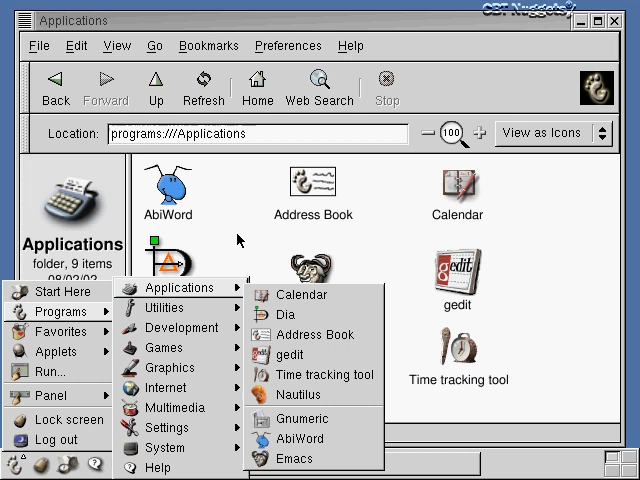 CBT Nuggets
Applications
File Edit View Go Bookmarks Preferences Help
Back Forward Up Refresh Home Web Search Stop
Location: programs:///Applications 100 View as Icons
AbiWord Address Book Calendar
Applications
folder, 9 items
08/02/02
gedit
Time tracking tool
Start Here
Programs
Favorites
Applets
Run...
Panel
Lock screen
Log out
Applications
Utilities
Development
Games
Graphics
Internet
Multimedia
Settings
System
Help
Calendar
Dia
Address Book
gedit
Time tracking tool
Nautilus
Gnumeric
AbiWord
Emacs